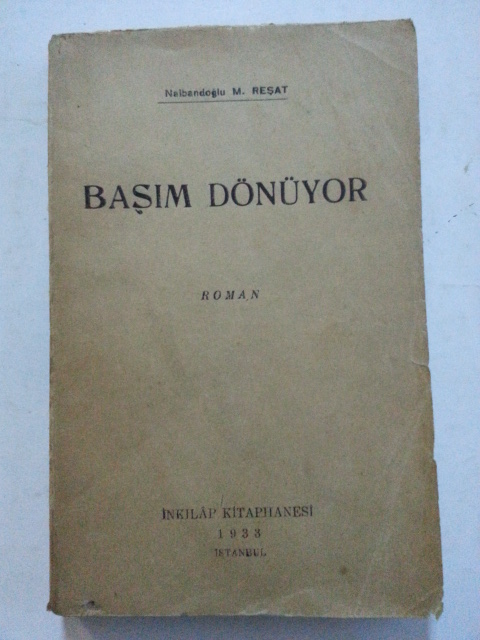 Nalbandoğlu M. REŞAT
BAŞIM DÖNÜYOR
ROMAN
İNKILÂP KİTAPHANESİ
1933
İSTANBUL